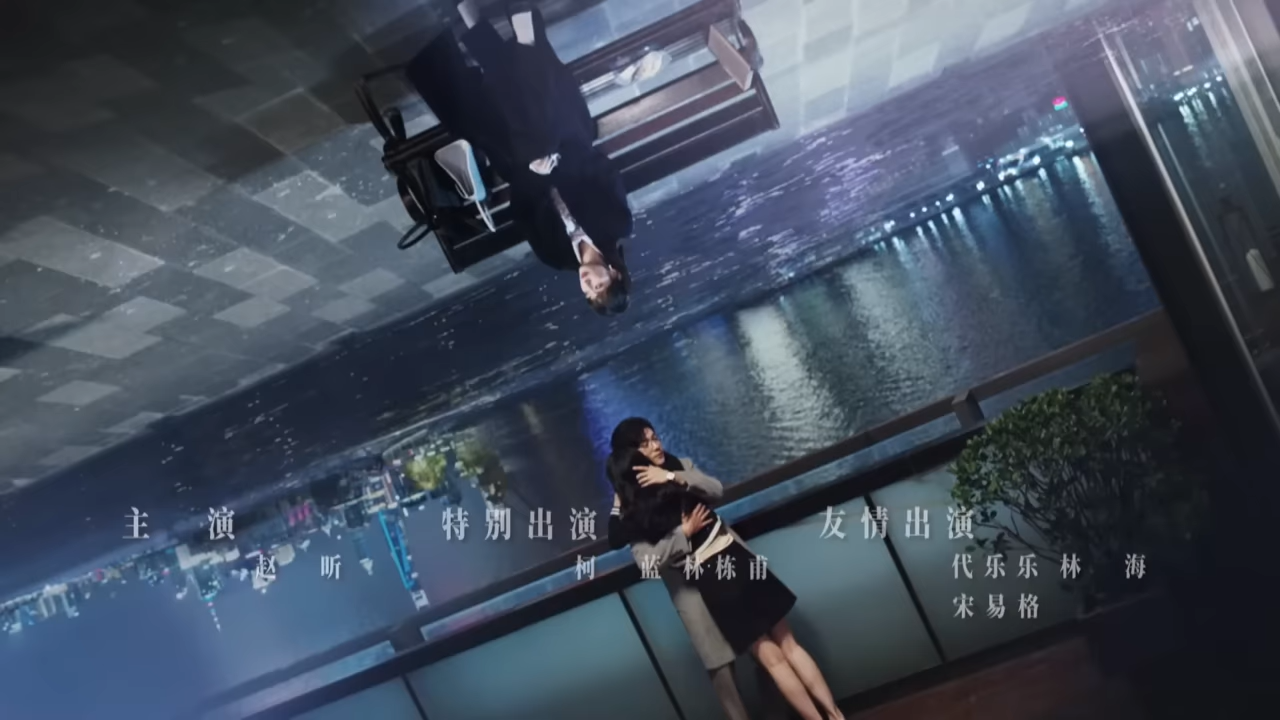 主 演 特别出演 友情出演
赵 昕 柯 蓝 林栋甫 代乐乐 林 海
宋易格